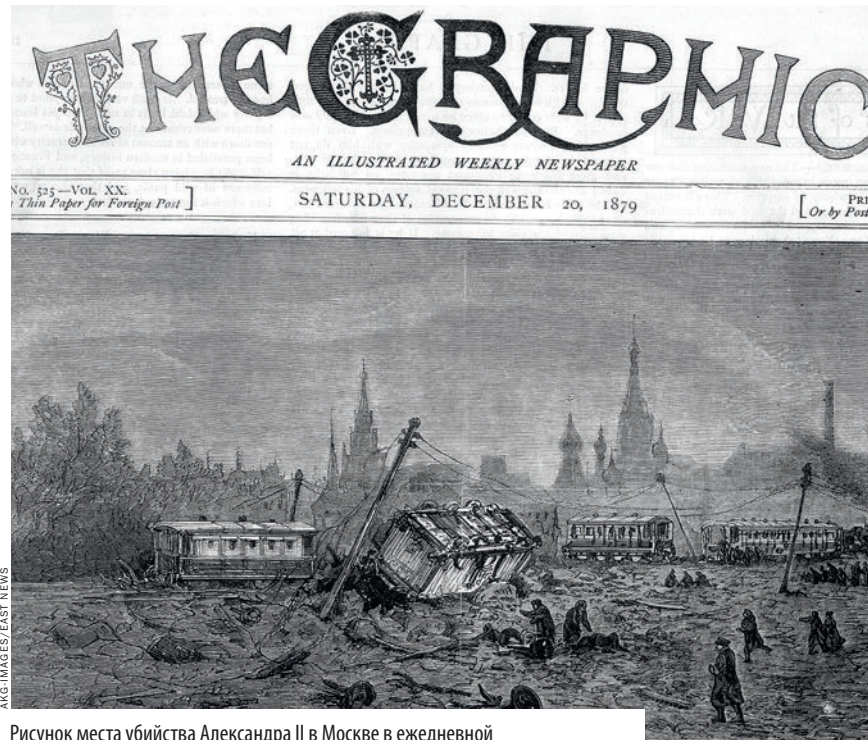 THE GRAPHIC
AN ILLUSTRATED WEEKLY NEWSPAPER
No. 525—VOL. XX.
Thin Paper for Foreign Post ]
SATURDAY, DECEMBER 20, 1879
PRI
[ Or by Post
AKG-IMAGES/EAST NEWS
Рисунок места убийства Александра II в Москве в ежедневной